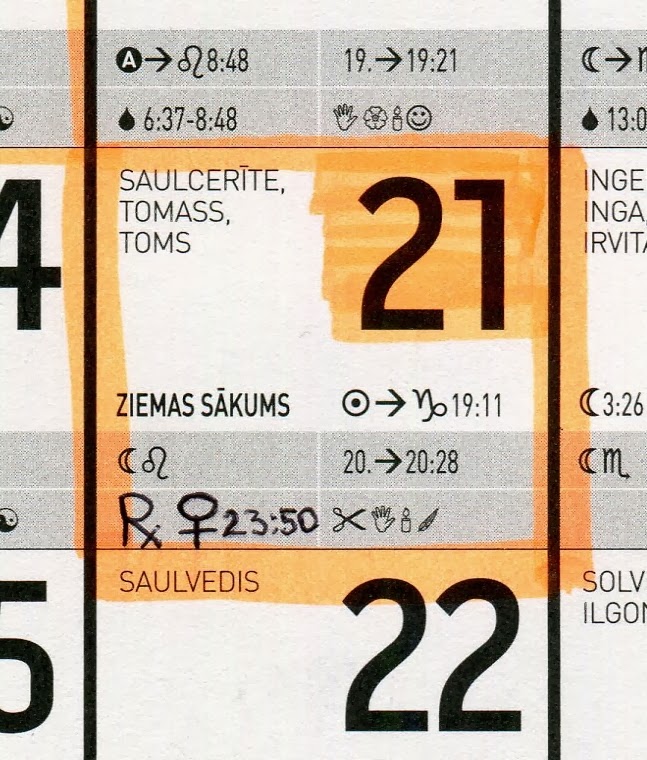 A→♌8:48
19.→19:21
6:37-8:48
13:0
4
SAULCERĪTE,
TOMASS,
TOMS
21
INGE
INGA,
IRVITA
ZIEMAS SĀKUMS
☉→♑19:11
☾3:26
☾♌
20.→20:28
☾♏
℞ ♀23:50
5
SAULVEDIS
22
SOLV
ILGON